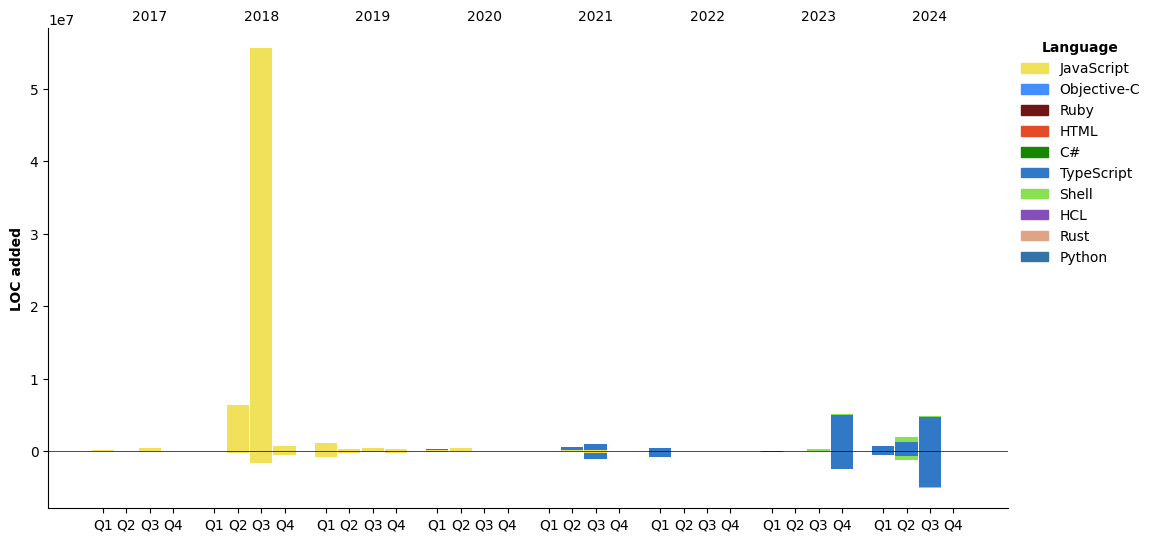 1e7
2017 2018 2019 2020 2021 2022 2023 2024
Language
JavaScript
Objective-C
Ruby
HTML
C#
TypeScript
Shell
HCL
Rust
Python
LOC added
5
4
3
2
1
0
Q1 Q2 Q3 Q4 Q1 Q2 Q3 Q4 Q1 Q2 Q3 Q4 Q1 Q2 Q3 Q4 Q1 Q2 Q3 Q4 Q1 Q2 Q3 Q4 Q1 Q2 Q3 Q4 Q1 Q2 Q3 Q4